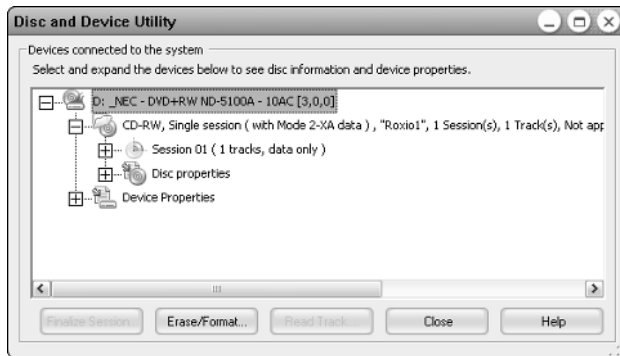 Disc and Device Utility
Devices connected to the system
Select and expand the devices below to see disc information and device properties.
D: _NEC - DVD+RW ND-5100A - 10AC [3,0,0]
CD-RW, Single session ( with Mode 2-XA data ) , "Roxio1", 1 Session(s), 1 Track(s), Not app
Session 01 ( 1 tracks, data only )
Disc properties
Device Properties
Finalize Session... Erase/Format... Read Track... Close Help